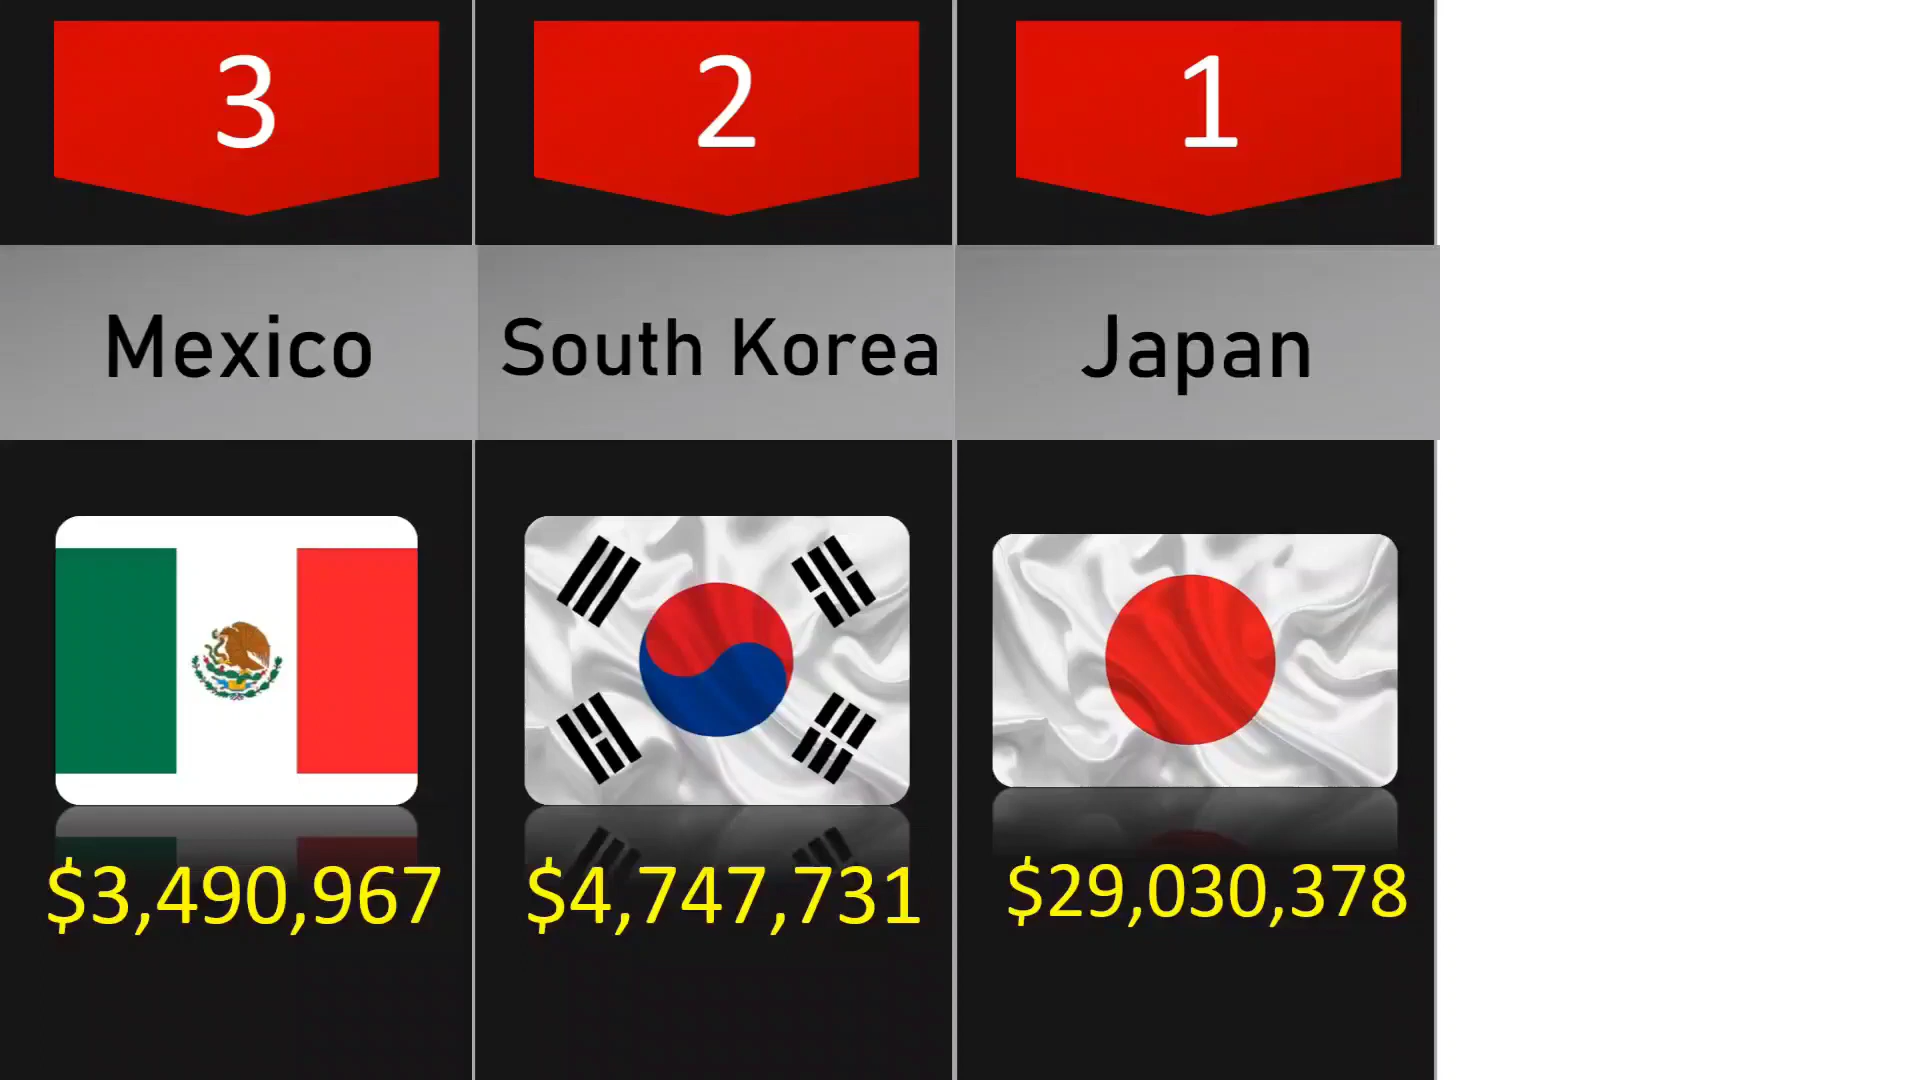 3
2
1
Mexico
South Korea
Japan
$3,490,967
$4,747,731
$29,030,378